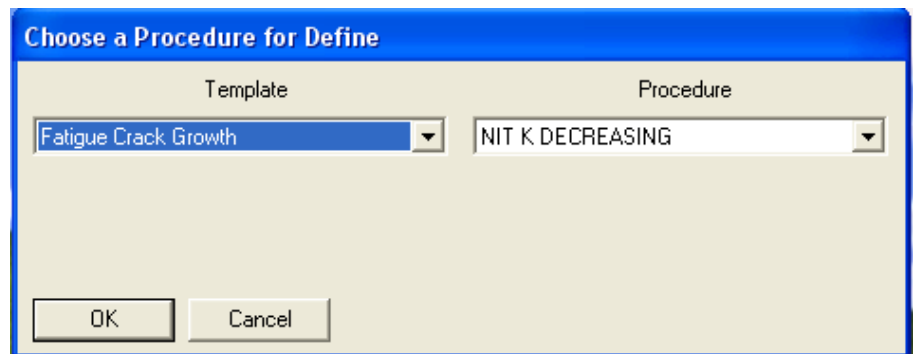 Choose a Procedure for Define
Template Procedure
Fatigue Crack Growth NIT K DECREASING
OK Cancel